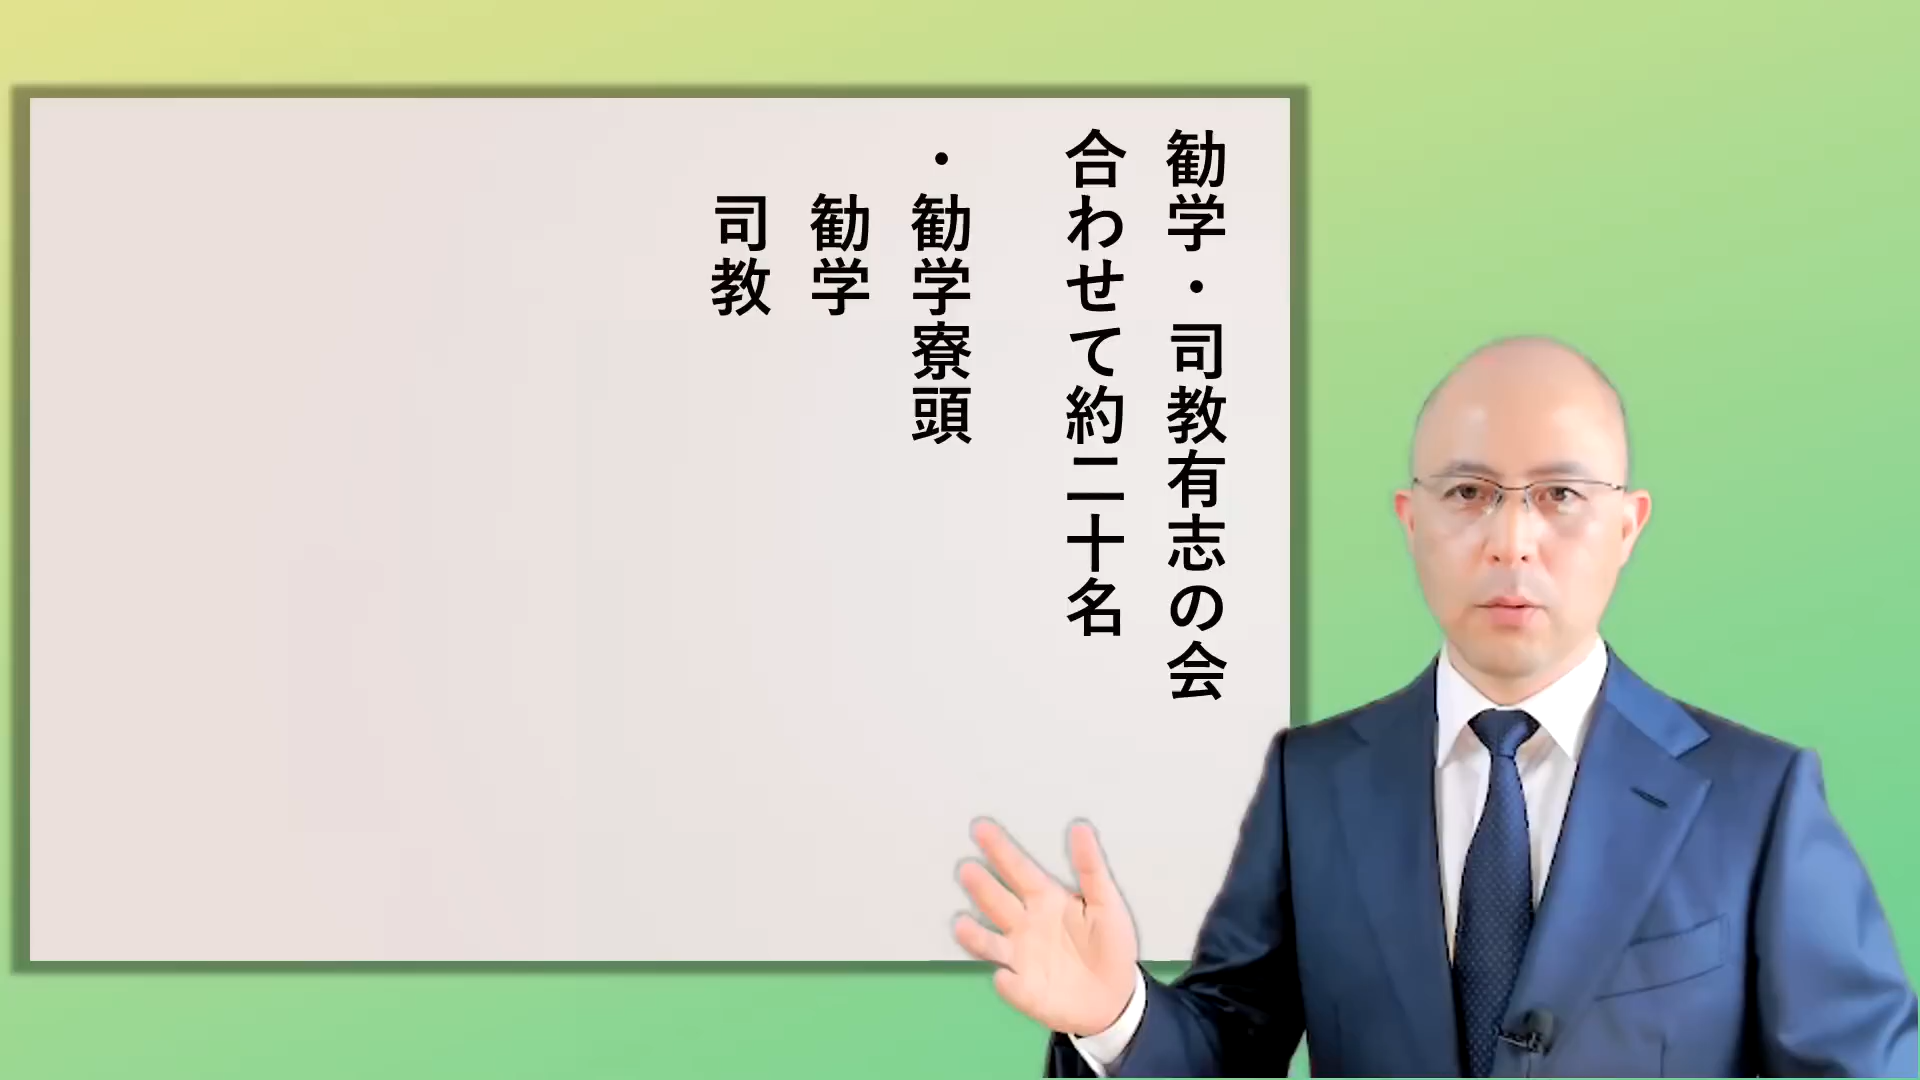 勧学・司教有志の会
合わせて約二十名
・勧学寮頭
勧学
司教